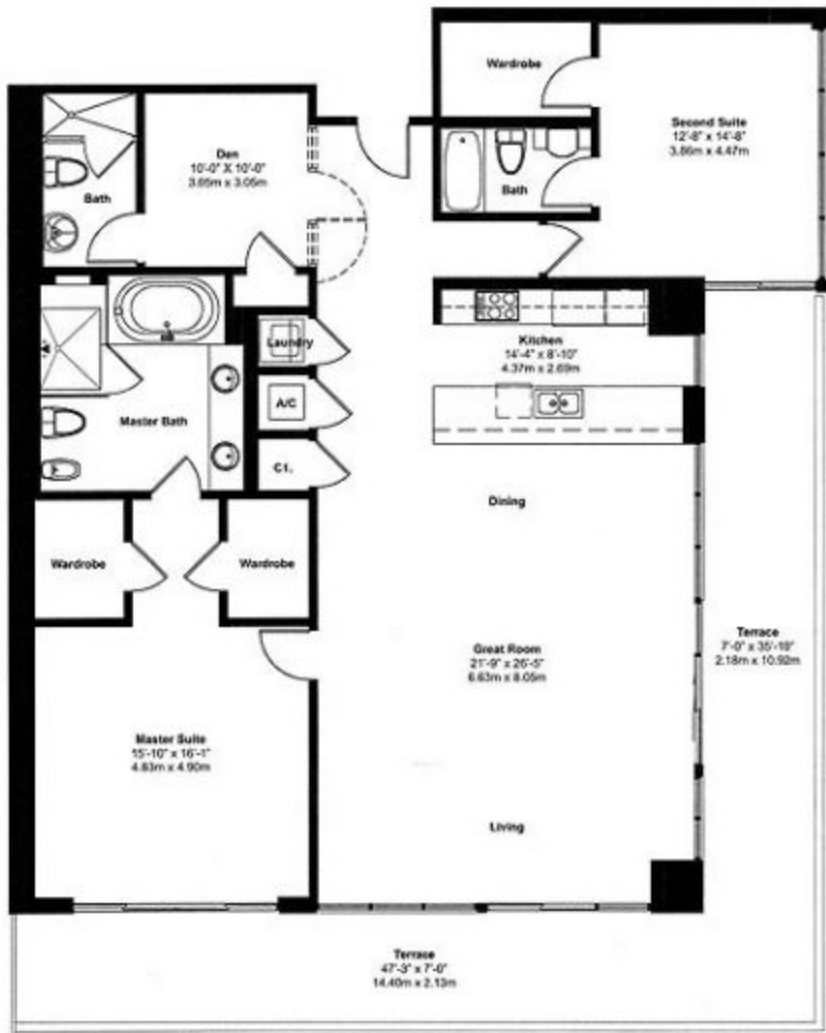 Wardrobe
Second Suite
12'-8" x 14'-8"
3.86m x 4.47m
Den
10'-0" X 10'-0"
3.05m x 3.05m
Bath
Bath
Kitchen
14'-4" x 8'-10"
4.37m x 2.69m
Laundry
A/C
Master Bath
C1.
Dining
Wardrobe
Wardrobe
Great Room
21'-9" x 26'-5"
6.63m x 8.05m
Terrace
7'-0" x 35'-10"
2.18m x 10.92m
Master Suite
15'-10" x 16'-1"
4.83m x 4.90m
Living
Terrace
47'-3" x 7'-0"
14.40m x 2.13m